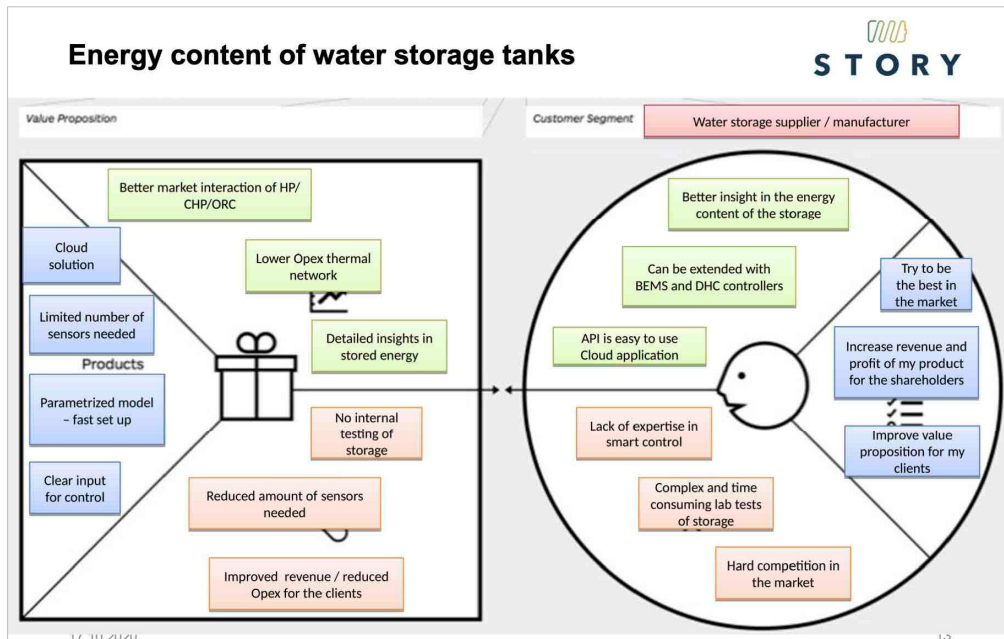 Energy content of water storage tanks
STORY
Value Proposition
Customer Segment
Water storage supplier / manufacturer
Better market interaction of HP/
CHP/ORC
Cloud
solution
Lower Opex thermal
network
Limited number of
sensors needed
Detailed insights in
stored energy
Products
Parametrized model
– fast set up
No internal
testing of
storage
Clear input
for control
Reduced amount of sensors
needed
Improved revenue / reduced
Opex for the clients
Better insight in the energy
content of the storage
Can be extended with
BEMS and DHC controllers
Try to be
the best in
the market
API is easy to use
Cloud application
Increase revenue and
profit of my product
for the shareholders
Lack of expertise in
smart control
Improve value
proposition for my
clients
Complex and time
consuming lab tests
of storage
Hard competition in
the market